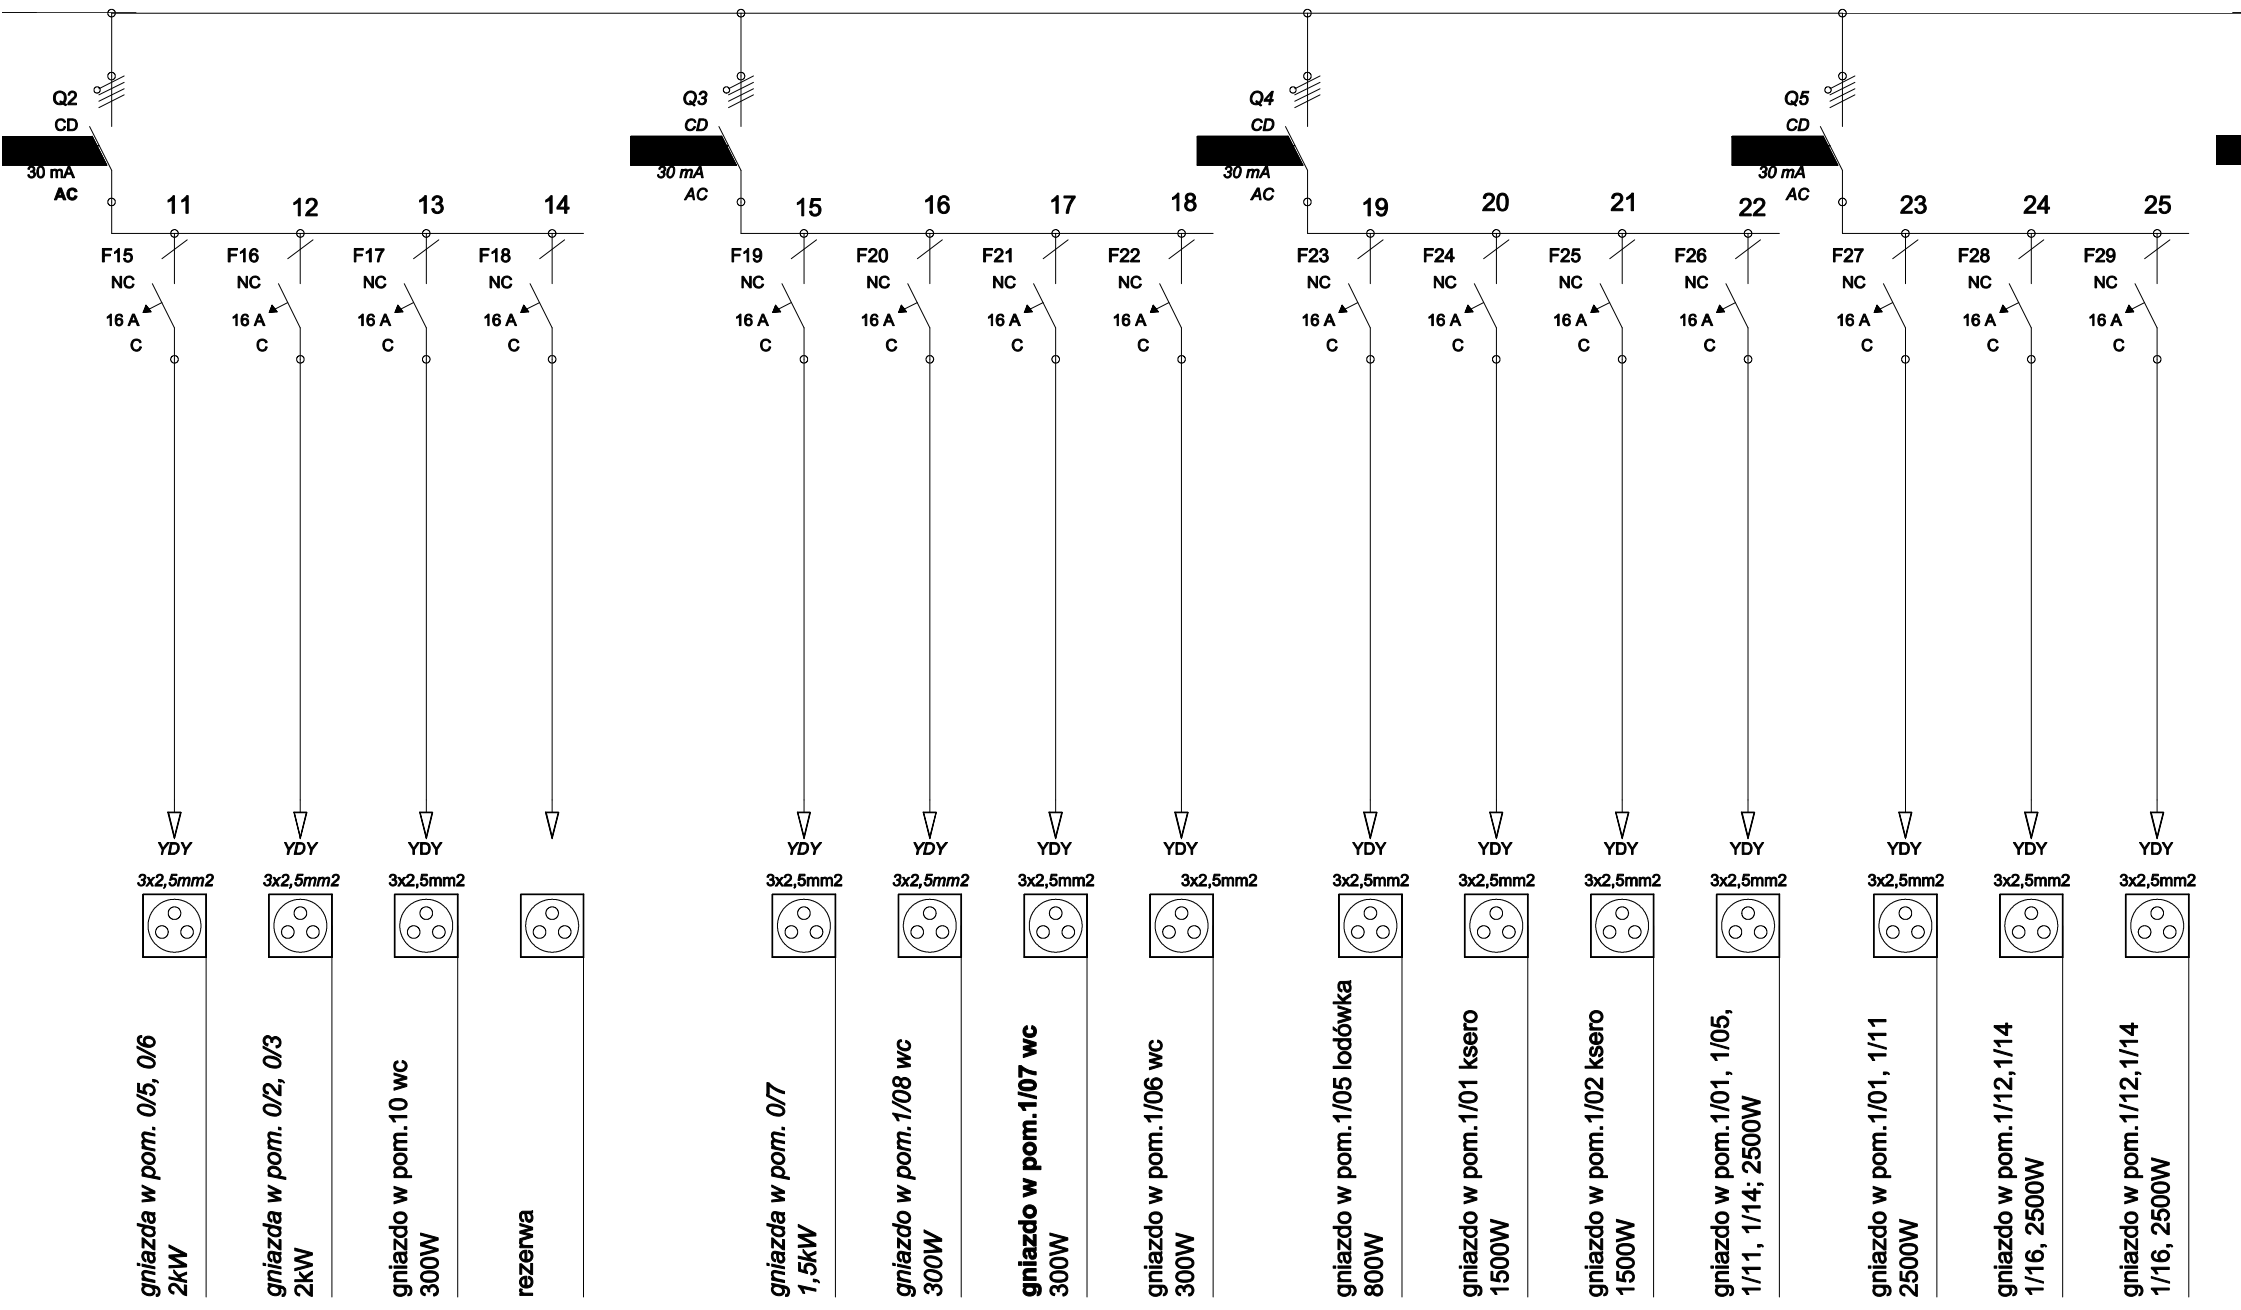 Q2
CD
30 mA
AC
Q3
CD
30 mA
AC
Q4
CD
30 mA
AC
Q5
CD
30 mA
AC
11
12
13
14
15
16
17
18
19
20
21
22
23
24
25
F15
NC
16 A
C
F16
NC
16 A
C
F17
NC
16 A
C
F18
NC
16 A
C
F19
NC
16 A
C
F20
NC
16 A
C
F21
NC
16 A
C
F22
NC
16 A
C
F23
NC
16 A
C
F24
NC
16 A
C
F25
NC
16 A
C
F26
NC
16 A
C
F27
NC
16 A
C
F28
NC
16 A
C
F29
NC
16 A
C
YDY
3x2,5mm2
YDY
3x2,5mm2
YDY
3x2,5mm2
YDY
3x2,5mm2
YDY
3x2,5mm2
YDY
3x2,5mm2
YDY
3x2,5mm2
YDY
3x2,5mm2
YDY
3x2,5mm2
YDY
3x2,5mm2
YDY
3x2,5mm2
YDY
3x2,5mm2
YDY
3x2,5mm2
YDY
3x2,5mm2
gniazda w pom. 0/5, 0/6
2kW
gniazda w pom. 0/2, 0/3
2kW
gniazdo w pom.10 wc
300W
rezerwa
gniazda w pom. 0/7
1,5kW
gniazdo w pom.1/08 wc
300W
gniazdo w pom.1/07 wc
300W
gniazdo w pom.1/06 wc
300W
gniazdo w pom.1/05 lodówka
800W
gniazdo w pom.1/01 ksero
1500W
gniazdo w pom.1/02 ksero
1500W
gniazdo w pom.1/01, 1/05,
1/11, 1/14; 2500W
gniazdo w pom.1/01, 1/11
2500W
gniazdo w pom.1/12,1/14
1/16, 2500W
gniazdo w pom.1/12,1/14
1/16, 2500W